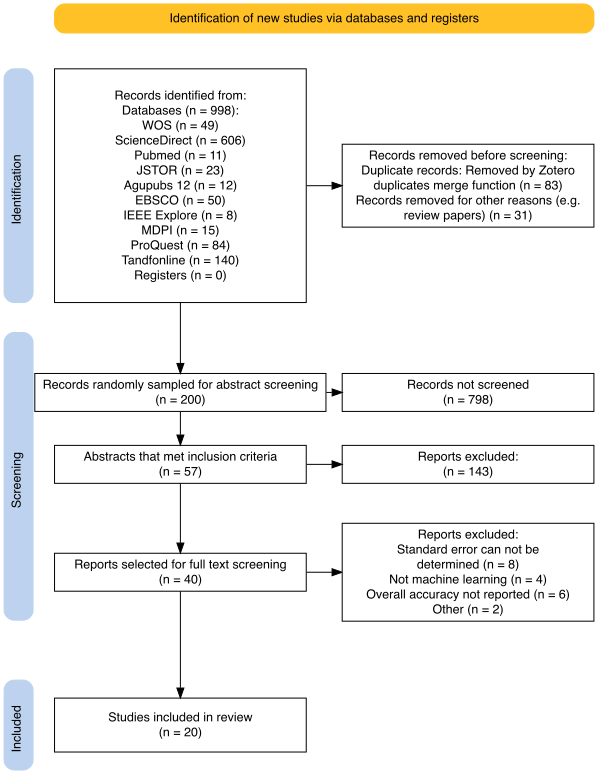 Identification of new studies via databases and registers
Identification
Records identified from:
Databases (n = 998):
WOS (n = 49)
ScienceDirect (n = 606)
Pubmed (n = 11)
JSTOR (n = 23)
Agupubs 12 (n = 12)
EBSCO (n = 50)
IEEE Explore (n = 8)
MDPI (n = 15)
ProQuest (n = 84)
Tandfonline (n = 140)
Registers (n = 0)
Records removed before screening:
Duplicate records: Removed by Zotero
duplicates merge function (n = 83)
Records removed for other reasons (e.g.
review papers) (n = 31)
Screening
Records randomly sampled for abstract screening
(n = 200)
Records not screened
(n = 798)
Abstracts that met inclusion criteria
(n = 57)
Reports excluded:
(n = 143)
Reports selected for full text screening
(n = 40)
Reports excluded:
Standard error can not be
determined (n = 8)
Not machine learning (n = 4)
Overall accuracy not reported (n = 6)
Other (n = 2)
Included
Studies included in review
(n = 20)